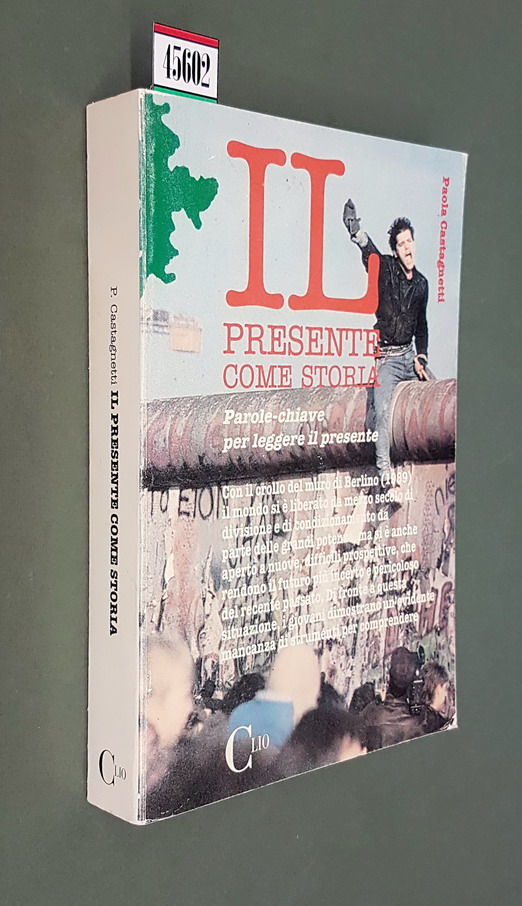 45602
IL
PRESENTE
COME STORIA
Paola Castagnetti
Parole-chiave
per leggere il presente
Con il crollo del muro di Berlino (1989)
il mondo si è liberato da mezzo secolo di
divisione e di condizionamento da
parte delle grandi potenze ma si è anche
aperto a nuove, difficili prospettive, che
rendono il futuro più incerto e pericoloso
del recente passato. Di fronte a questa
situazione, i giovani dimostrano un'evidente
mancanza di strumenti per comprendere
CLIO
P. Castagnetti IL PRESENTE COME STORIA
CLIO